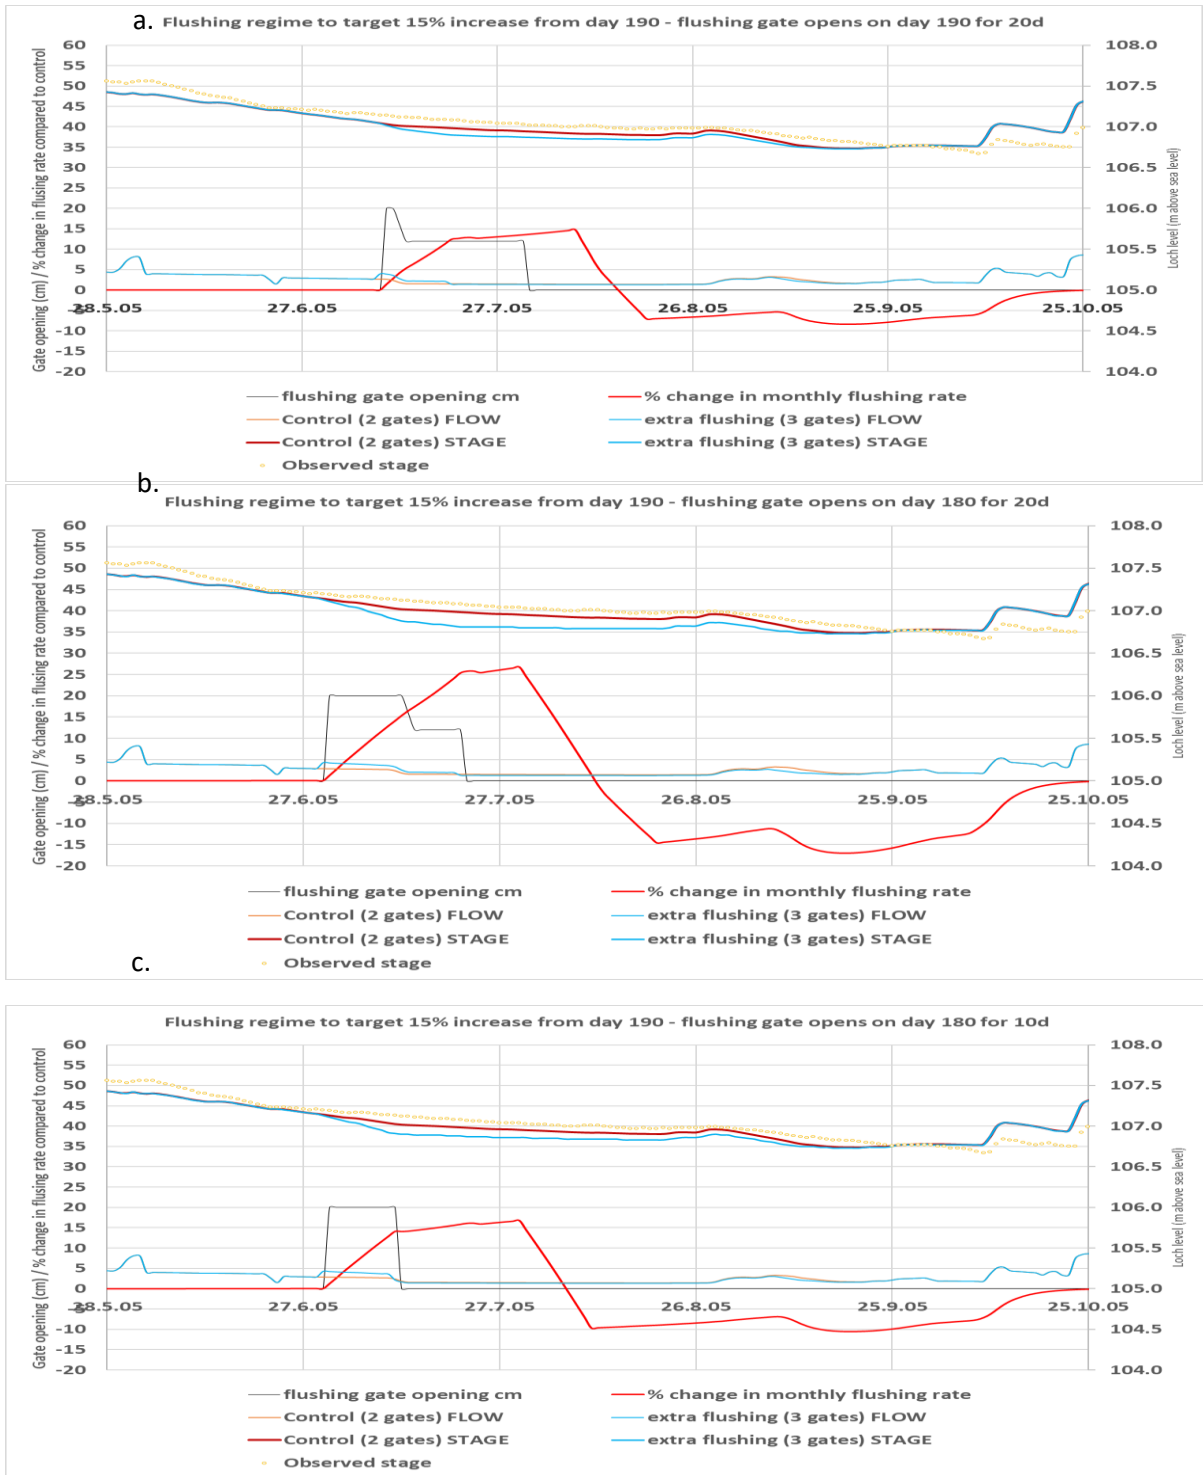 a.
Flushing regime to target 15% increase from day 190 - flushing gate opens on day 190 for 20d
Gate opening (cm) / % change in flusing rate compared to control
60
55
50
45
40
35
30
25
20
15
10
5
0
-5
-10
-15
-20
108.0
107.5
107.0
106.5
106.0
105.5
105.0
104.5
104.0
Loch level (m above sea level)
28.5.05 27.6.05 27.7.05 26.8.05 25.9.05 25.10.05
flushing gate opening cm % change in monthly flushing rate
Control (2 gates) FLOW extra flushing (3 gates) FLOW
Control (2 gates) STAGE extra flushing (3 gates) STAGE
Observed stage
b.
Flushing regime to target 15% increase from day 190 - flushing gate opens on day 180 for 20d
Gate opening (cm) / % change in flusing rate compared to control
60
55
50
45
40
35
30
25
20
15
10
5
0
-5
-10
-15
-20
108.0
107.5
107.0
106.5
106.0
105.5
105.0
104.5
104.0
Loch level (m above sea level)
28.5.05 27.6.05 27.7.05 26.8.05 25.9.05 25.10.05
flushing gate opening cm % change in monthly flushing rate
Control (2 gates) FLOW extra flushing (3 gates) FLOW
Control (2 gates) STAGE extra flushing (3 gates) STAGE
Observed stage
c.
Flushing regime to target 15% increase from day 190 - flushing gate opens on day 180 for 10d
Gate opening (cm) / % change in flusing rate compared to control
60
55
50
45
40
35
30
25
20
15
10
5
0
-5
-10
-15
-20
108.0
107.5
107.0
106.5
106.0
105.5
105.0
104.5
104.0
Loch level (m above sea level)
28.5.05 27.6.05 27.7.05 26.8.05 25.9.05 25.10.05
flushing gate opening cm % change in monthly flushing rate
Control (2 gates) FLOW extra flushing (3 gates) FLOW
Control (2 gates) STAGE extra flushing (3 gates) STAGE
Observed stage